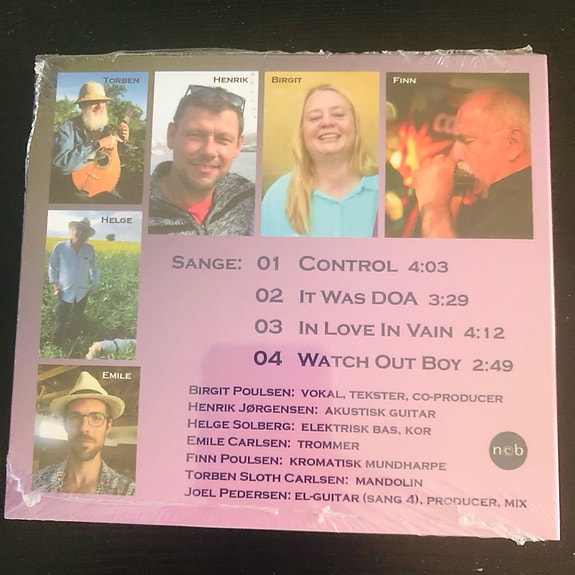 TORBEN
HENRIK
BIRGIT
FINN
HELGE
EMILE
SANGE: 01 CONTROL 4:03
02 IT WAS DOA 3:29
03 IN LOVE IN VAIN 4:12
04 WATCH OUT BOY 2:49
BIRGIT POULSEN: VOKAL, TEKSTER, CO-PRODUCER
HENRIK JØRGENSEN: AKUSTISK GUITAR
HELGE SOLBERG: ELEKTRISK BAS, KOR
EMILE CARLSEN: TROMMER
FINN POULSEN: KROMATISK MUNDHARPE
TORBEN SLOTH CARLSEN: MANDOLIN
JOEL PEDERSEN: EL-GUITAR (SANG 4), PRODUCER, MIX
ncb